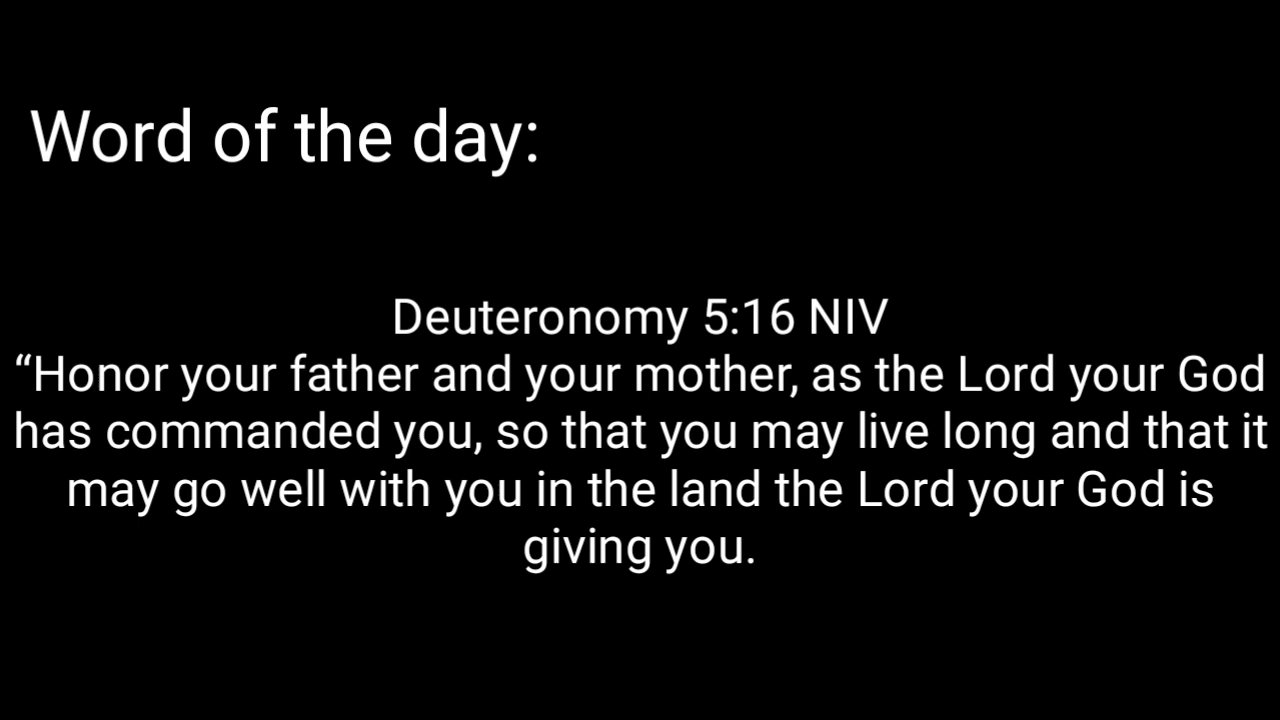 Word of the day:
Deuteronomy 5:16 NIV
“Honor your father and your mother, as the Lord your God
has commanded you, so that you may live long and that it
may go well with you in the land the Lord your God is
giving you.